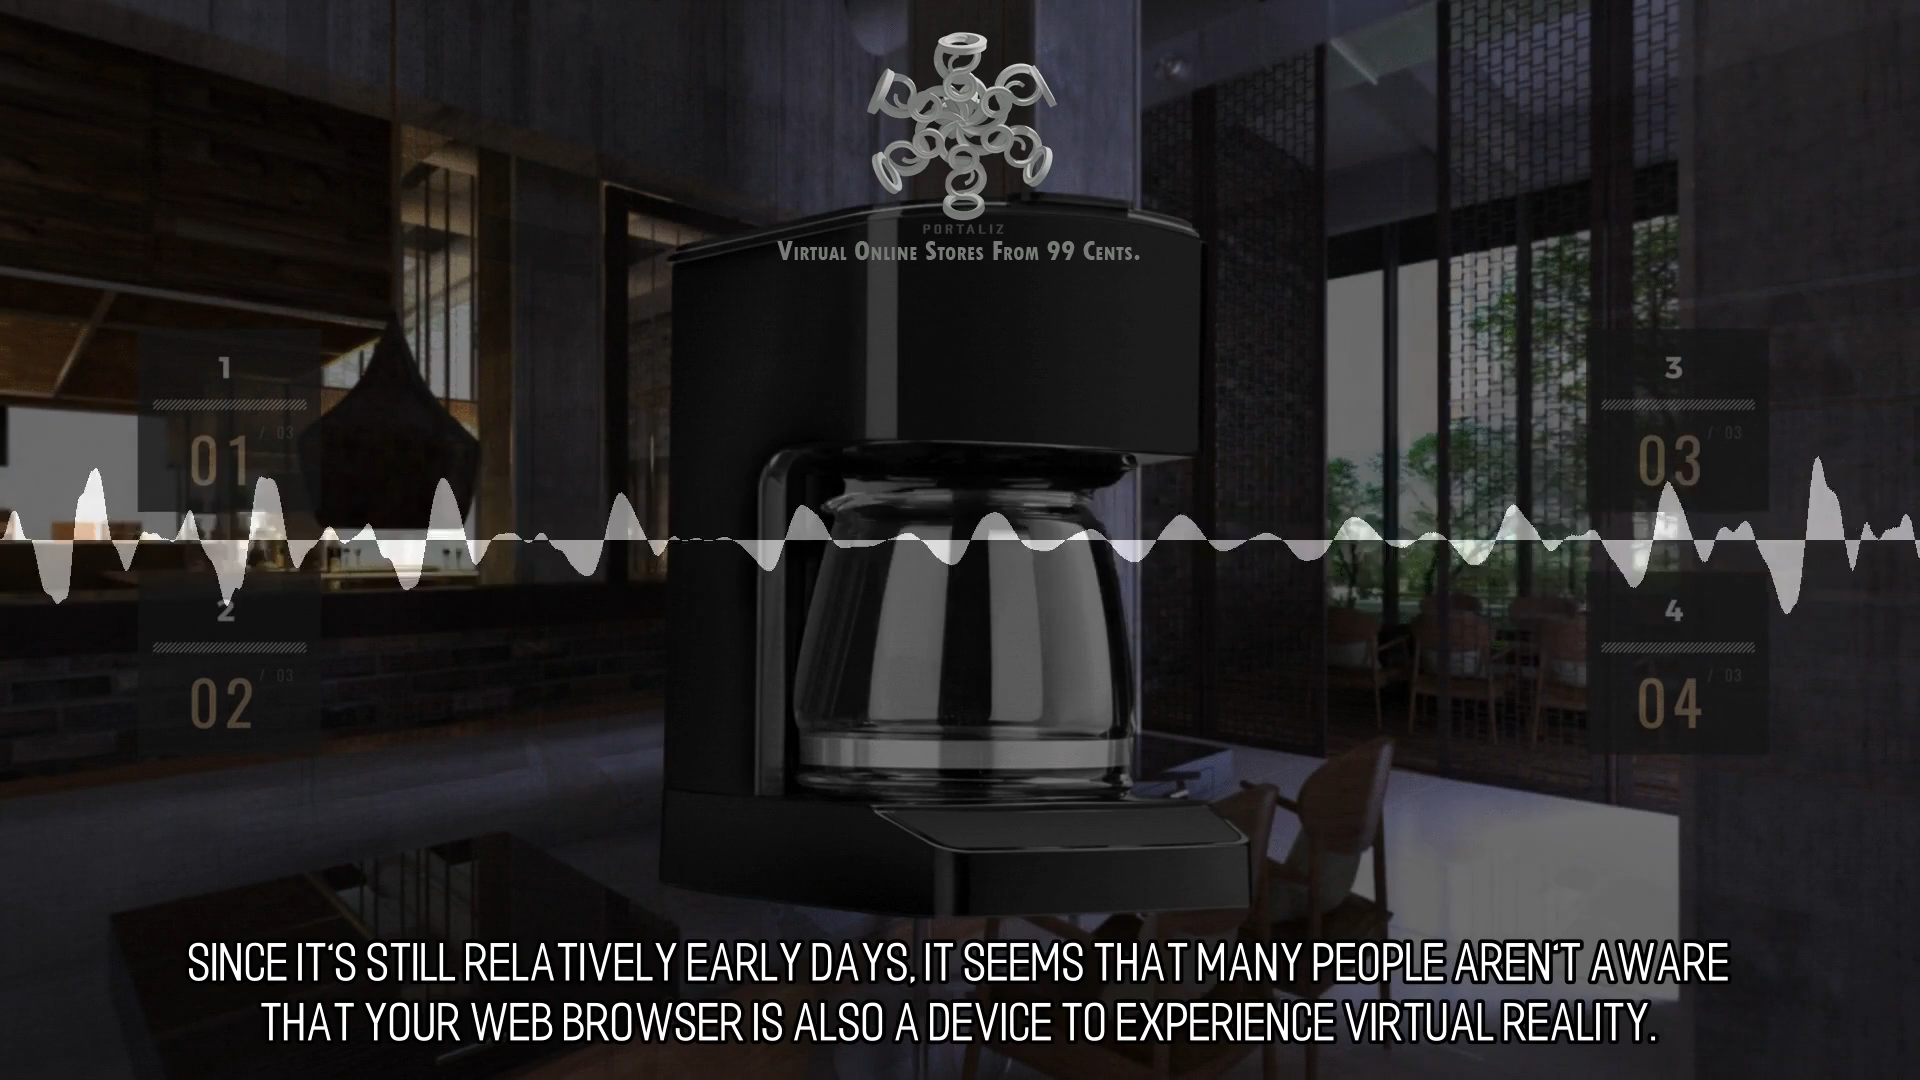 PORTALIZ
Virtual Online Stores From 99 Cents.
1
01 / 03
2
02 / 03
3
03 / 03
4
04 / 03
SINCE IT'S STILL RELATIVELY EARLY DAYS, IT SEEMS THAT MANY PEOPLE AREN'T AWARE
THAT YOUR WEB BROWSER IS ALSO A DEVICE TO EXPERIENCE VIRTUAL REALITY.